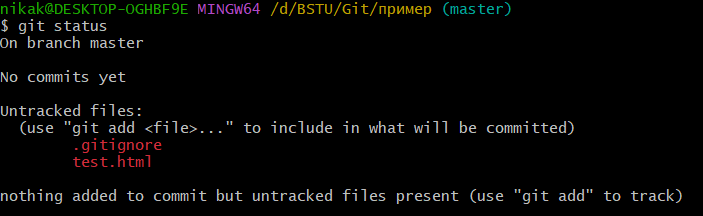 nikak@DESKTOP-OGHBF9E MINGW64 /d/BSTU/Git/пример (master)
$ git status
On branch master
No commits yet
Untracked files:
(use "git add <file>..." to include in what will be committed)
.gitignore
test.html
nothing added to commit but untracked files present (use "git add" to track)